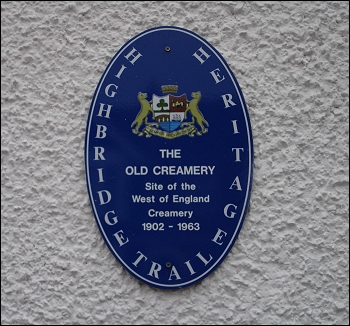 HIGHBRIDGE HERITAGE TRAIL
THE
OLD CREAMERY
Site of the
West of England
Creamery
1902 - 1963